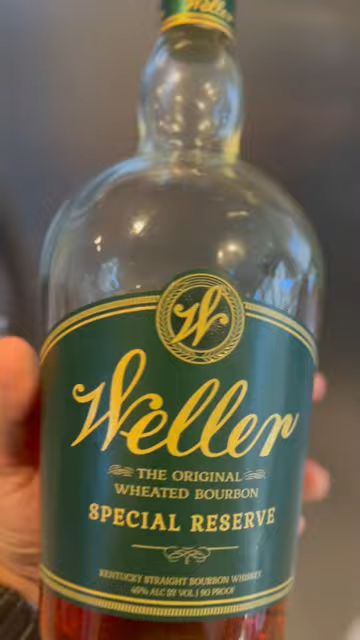 Weller
W
Weller
THE ORIGINAL
WHEATED BOURBON
SPECIAL RESERVE
KENTUCKY STRAIGHT BOURBON WHISKEY
45% ALC BY VOL | 90 PROOF